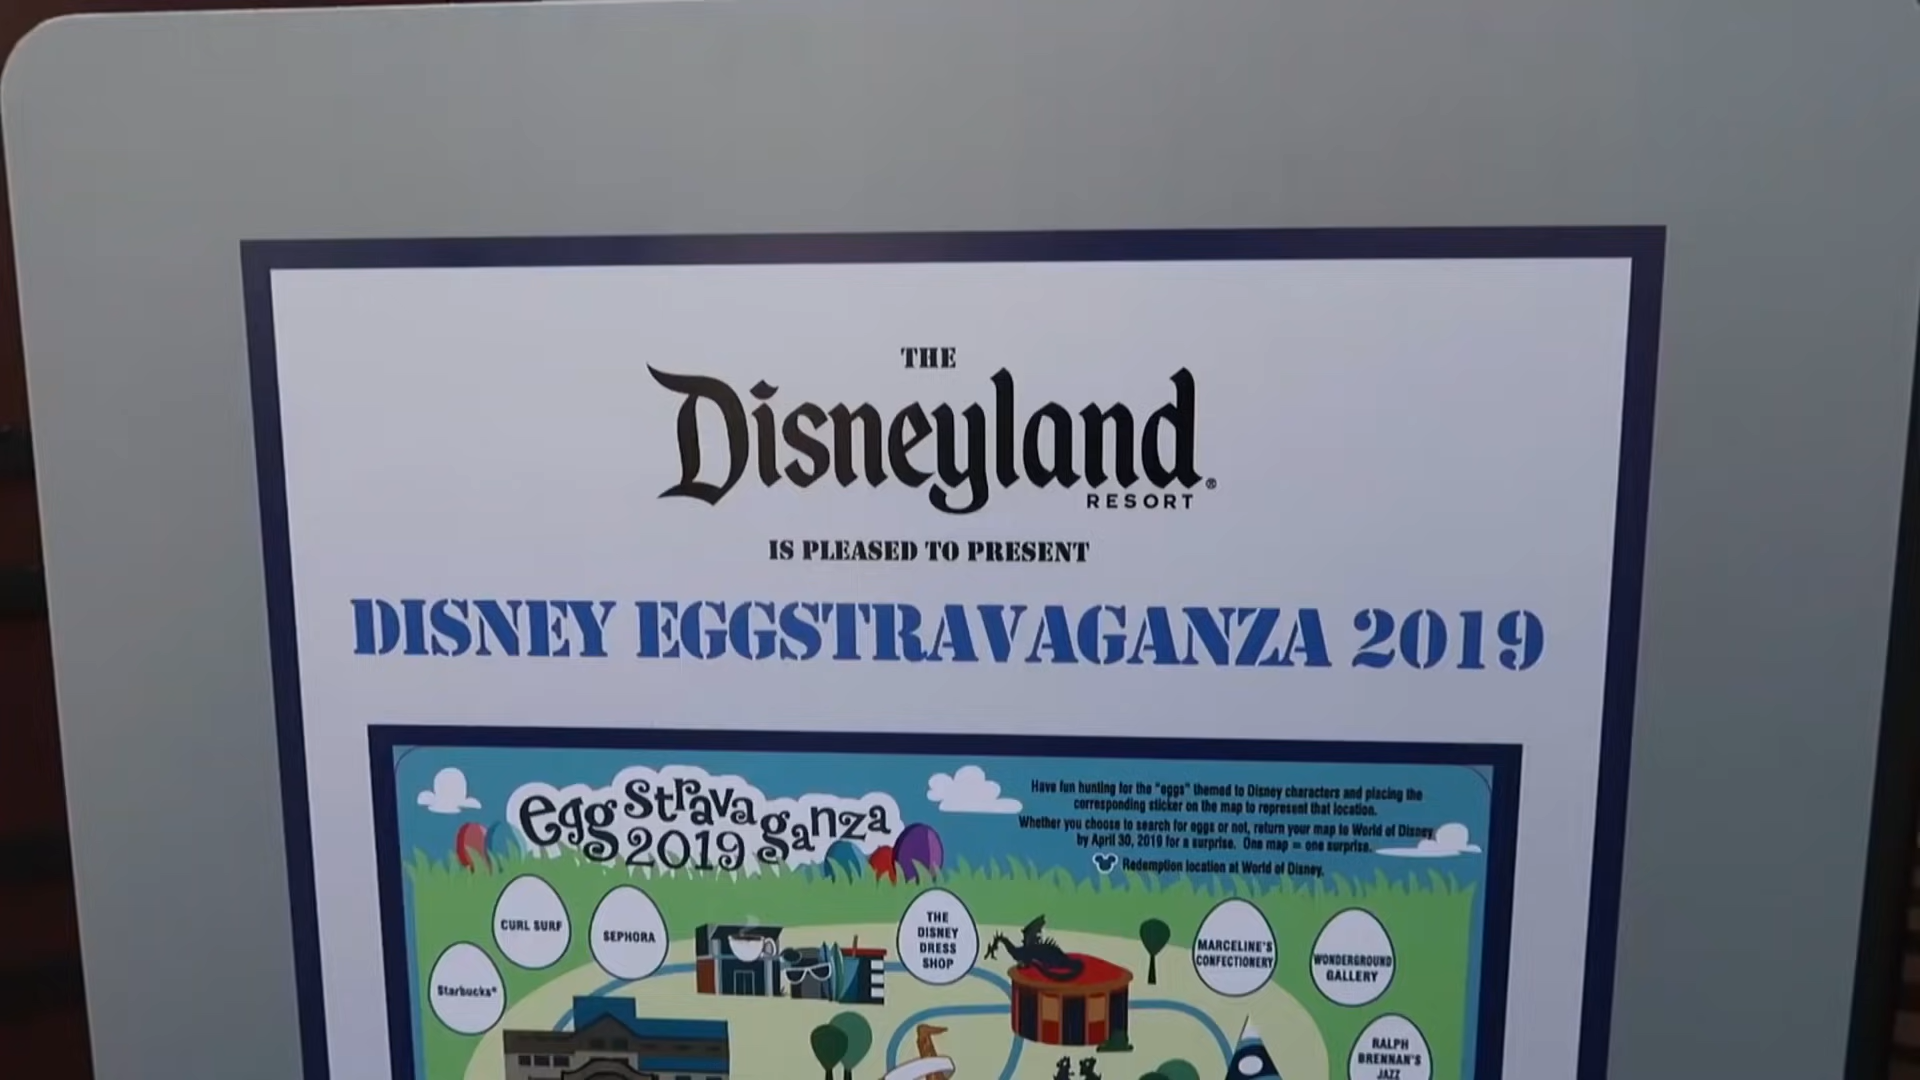 THE
Disneyland®
RESORT
IS PLEASED TO PRESENT
DISNEY EGGSTRAVAGANZA 2019
eggstravaganza
2019
Have fun hunting for the "eggs" themed to Disney characters and placing the
corresponding sticker on the map to represent that location.
Whether you choose to search for eggs or not, return your map to World of Disney
by April 30, 2019 for a surprise. One map = one surprise.
Redemption location at World of Disney.
CURL SURF
SEPHORA
Starbucks®
THE
DISNEY
DRESS
SHOP
MARCELINE'S
CONFECTIONERY
WONDERGROUND
GALLERY
RALPH
BRENNAN'S
JAZZ